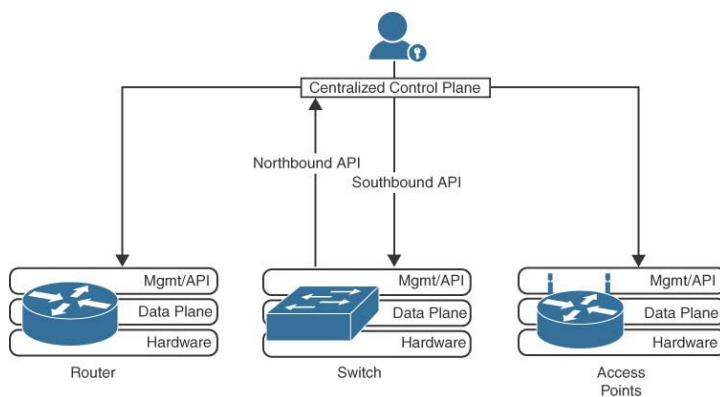 Centralized Control Plane
Northbound API
Southbound API
Mgmt/API
Mgmt/API
Mgmt/API
Data Plane
Data Plane
Data Plane
Hardware
Hardware
Hardware
Router
Switch
Access
Points